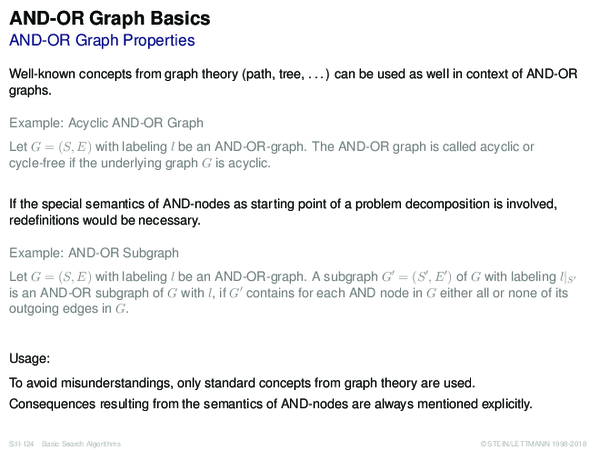 AND-OR Graph Basics
AND-OR Graph Properties
Well-known concepts from graph theory (path, tree, . . . ) can be used as well in context of AND-OR
graphs.
Example: Acyclic AND-OR Graph
Let G = (S, E) with labeling l be an AND-OR-graph. The AND-OR graph is called acyclic or
cycle-free if the underlying graph G is acyclic.
If the special semantics of AND-nodes as starting point of a problem decomposition is involved,
redefinitions would be necessary.
Example: AND-OR Subgraph
Let G = (S, E) with labeling l be an AND-OR-graph. A subgraph G′ = (S′, E′) of G with labeling l|S′
is an AND-OR subgraph of G with l, if G′ contains for each AND node in G either all or none of its
outgoing edges in G.
Usage:
To avoid misunderstandings, only standard concepts from graph theory are used.
Consequences resulting from the semantics of AND-nodes are always mentioned explicitly.
S:II-124 Basic Search Algorithms
© STEIN/LETTMANN 1998-2018